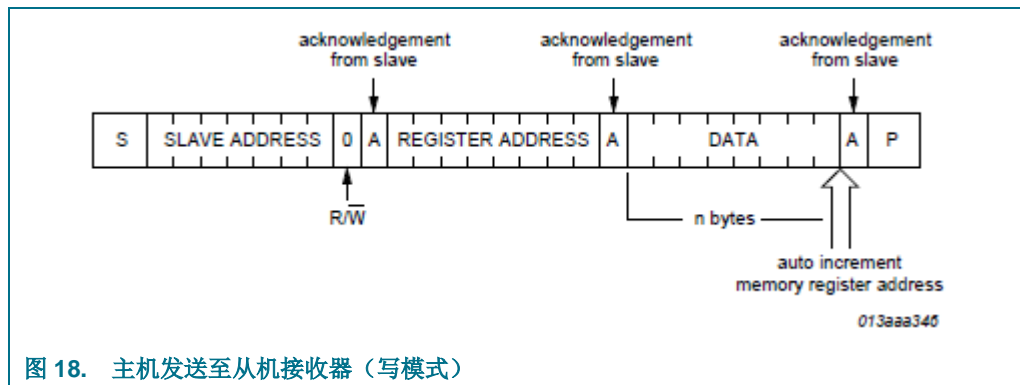 acknowledgement from slave
acknowledgement from slave
acknowledgement from slave
S SLAVE ADDRESS 0 A REGISTER ADDRESS A DATA A P
R/W̅
n bytes
auto increment
memory register address
013aaa346
图 18. 主机发送至从机接收器（写模式）